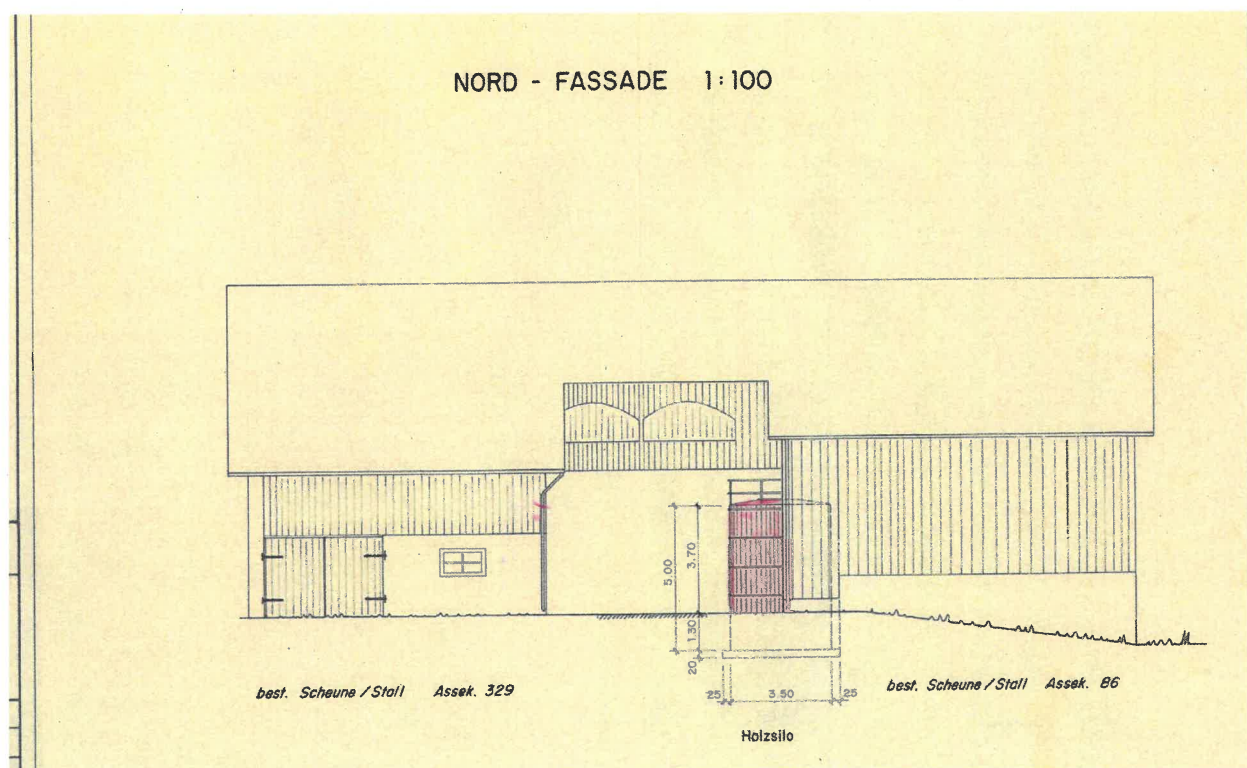 NORD - FASSADE 1:100
5.00
3.70
1.30
20
25 3.50 25
best. Scheune / Stall Assek. 329
best. Scheune / Stall Assek. 86
Holzsilo